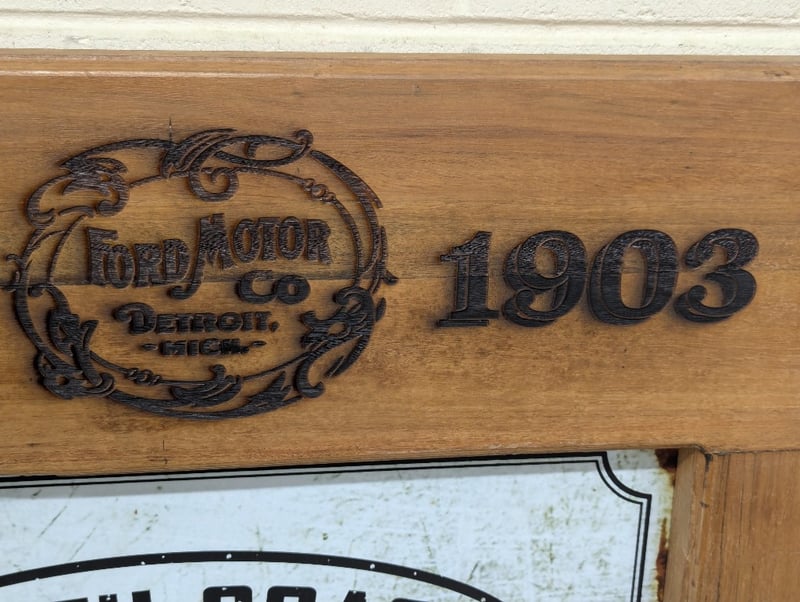 FORD MOTOR
CO
DETROIT,
-MICH.-
1903